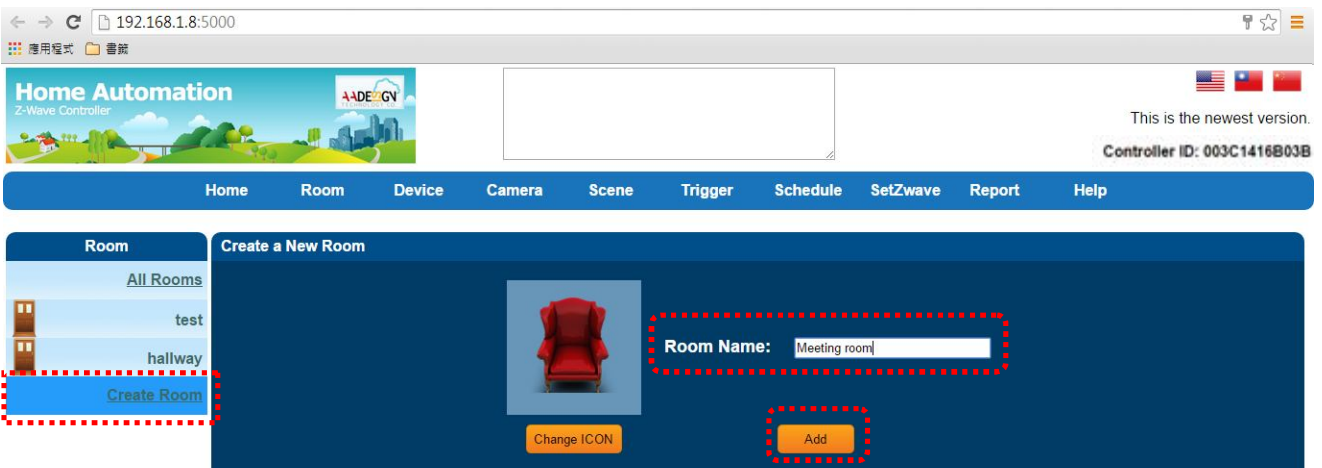 192.168.1.8:5000
應用程式 書籤
Home Automation
Z-Wave Controller
TECHNOLOGY CO.
This is the newest version.
Controller ID: 003C1416B03B
Home Room Device Camera Scene Trigger Schedule SetZwave Report Help
Room
Create a New Room
All Rooms
test
hallway
Create Room
Room Name: Meeting room
Change ICON
Add